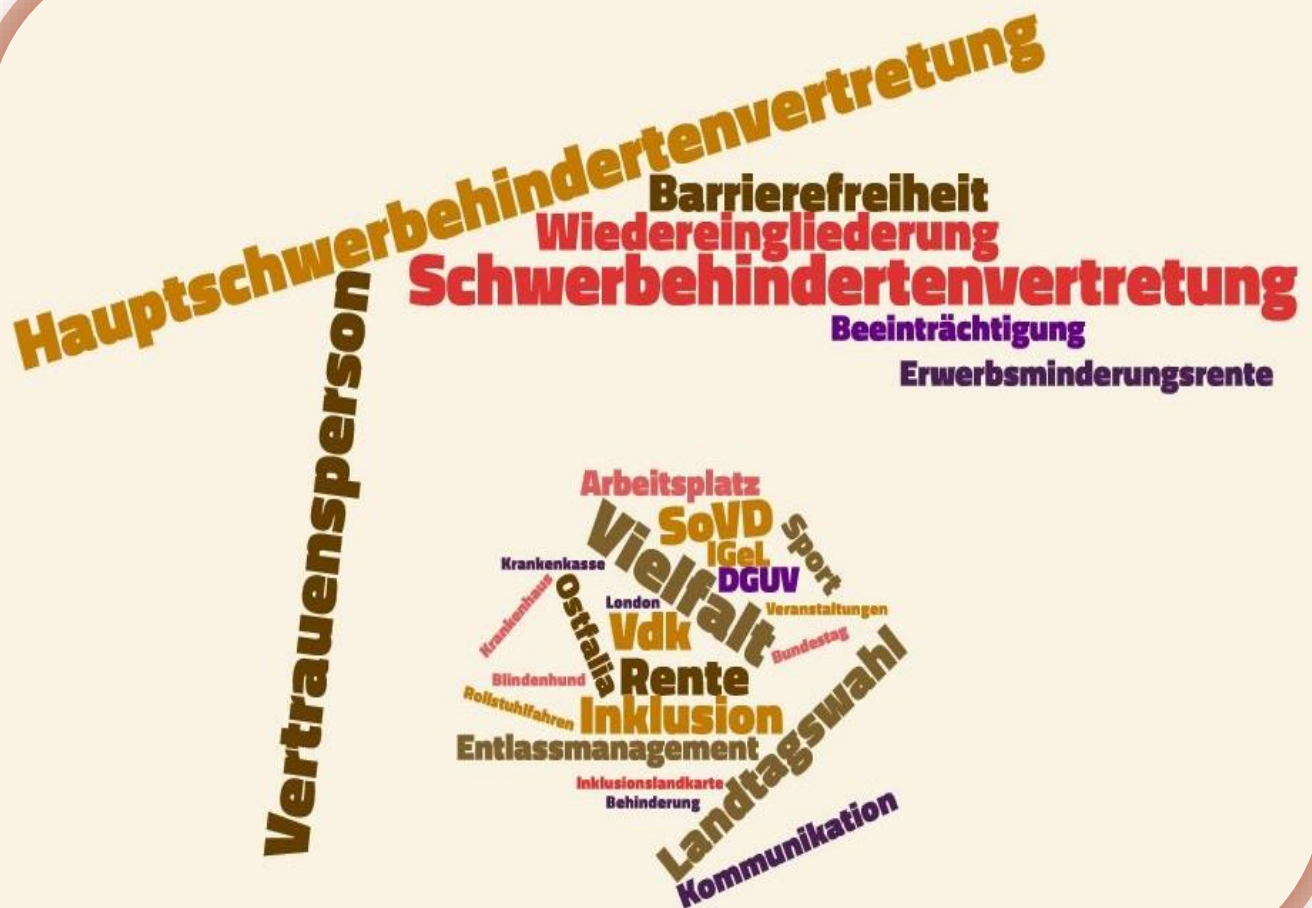 Hauptschwerbehindertenvertretung
Barrierefreiheit
Wiedereingliederung
Schwerbehindertenvertretung
Vertrauensperson
Beeinträchtigung
Erwerbsminderungsrente
Arbeitsplatz
SoVD
Vielfalt
Sport
IGeL
DGUV
Krankenkasse
Krankenhaus
Ostfalia
London
Veranstaltungen
Vdk
Bundestag
Rente
Blindenhund
Rollstuhlfahren
Inklusion
Landtagswahl
Entlassmanagement
Inklusionslandkarte
Behinderung
Kommunikation